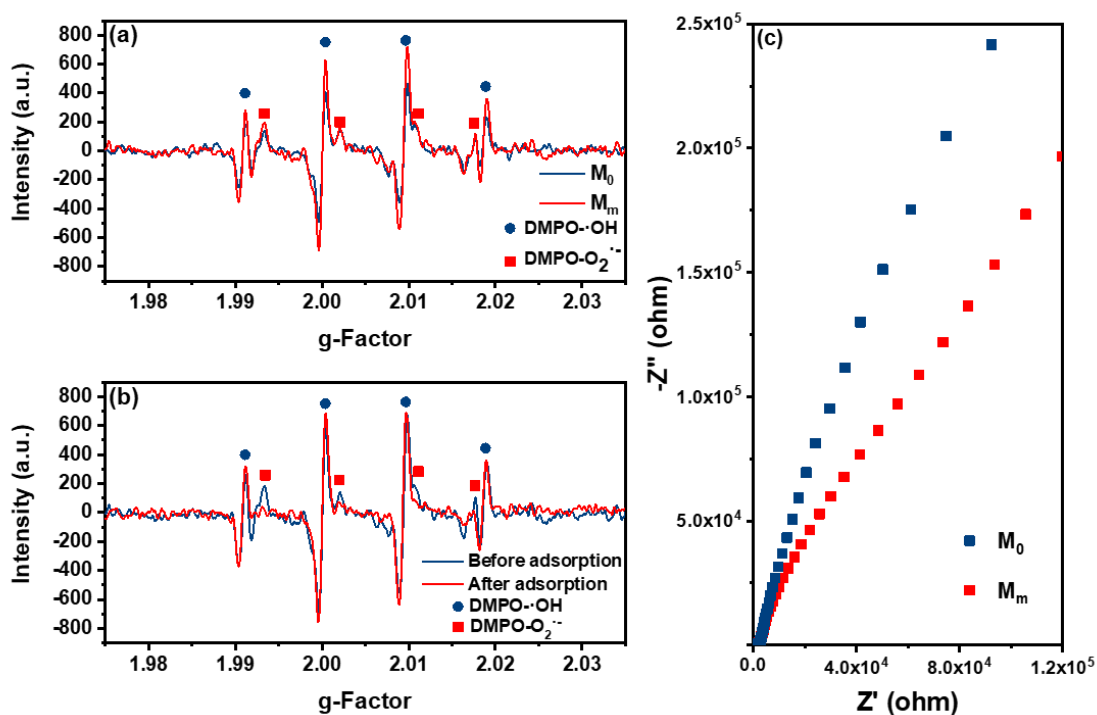 (a)
Intensity (a.u.)
800
600
400
200
0
-200
-400
-600
-800
M0
Mm
DMPO-·OH
DMPO-O2·-
1.98 1.99 2.00 2.01 2.02 2.03
g-Factor
(b)
Intensity (a.u.)
800
600
400
200
0
-200
-400
-600
-800
Before adsorption
After adsorption
DMPO-·OH
DMPO-O2·-
1.98 1.99 2.00 2.01 2.02 2.03
g-Factor
(c)
-Z'' (ohm)
2.5x10^5
2.0x10^5
1.5x10^5
1.0x10^5
5.0x10^4
M0
Mm
0.0 4.0x10^4 8.0x10^4 1.2x10^5
Z' (ohm)